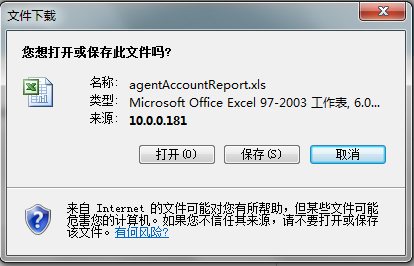 文件下载
您想打开或保存此文件吗?
名称: agentAccountReport.xls
类型: Microsoft Office Excel 97-2003 工作表, 6.0...
来源: 10.0.0.181
打开(O) 保存(S) 取消
来自 Internet 的文件可能对您有所帮助,但某些文件可能
危害您的计算机。如果您不信任其来源,请不要打开或保存
该文件。有何风险?